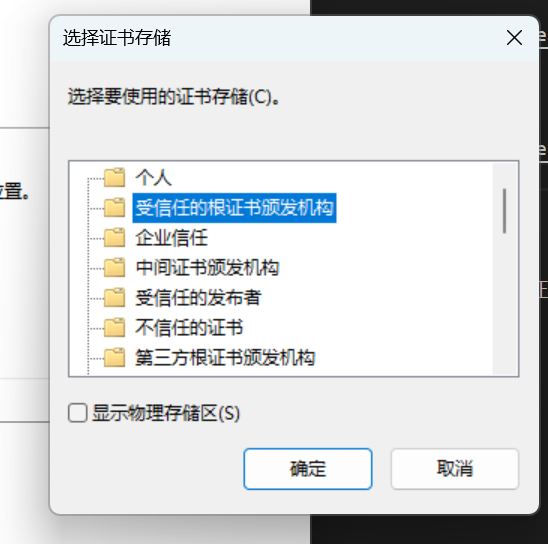 选择证书存储
选择要使用的证书存储(C)。
个人
受信任的根证书颁发机构
位置。
企业信任
中间证书颁发机构
受信任的发布者
不信任的证书
第三方根证书颁发机构
显示物理存储区(S)
确定
取消